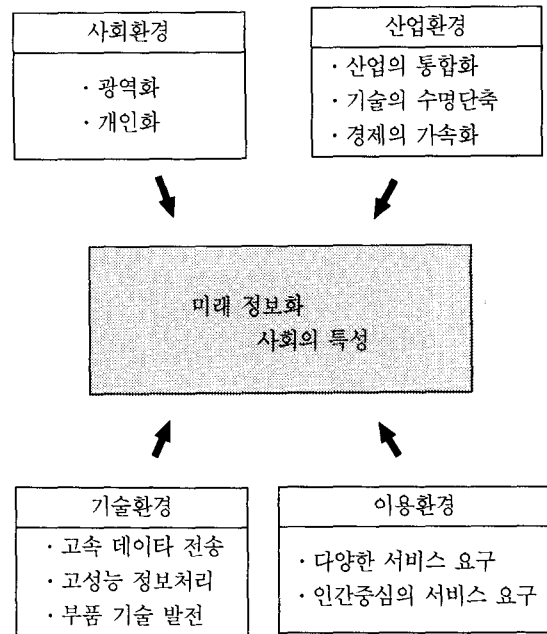 사회환경
· 광역화
· 개인화
산업환경
· 산업의 통합화
· 기술의 수명단축
· 경제의 가속화
미래 정보화
사회의 특성
기술환경
· 고속 데이타 전송
· 고성능 정보처리
· 부품 기술 발전
이용환경
· 다양한 서비스 요구
· 인간중심의 서비스 요구